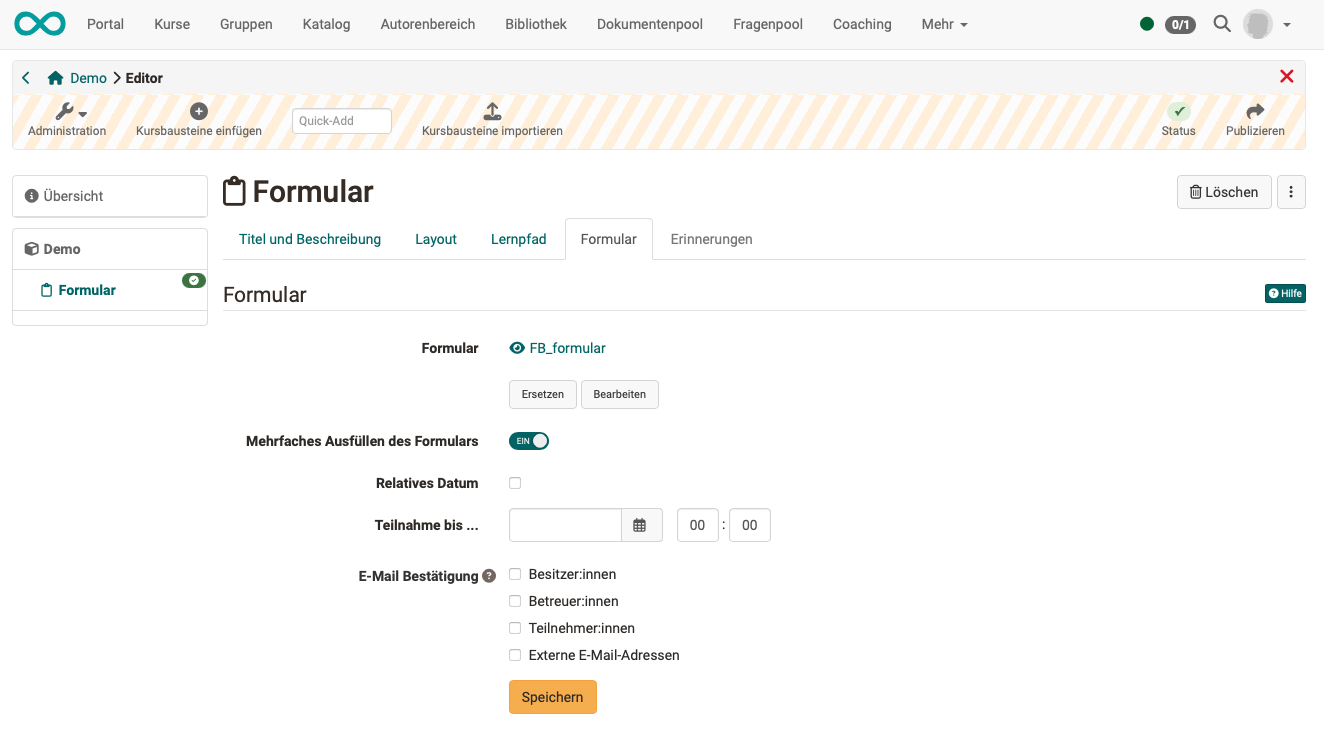 Portal Kurse Gruppen Katalog Autorenbereich Bibliothek Dokumentenpool Fragenpool Coaching Mehr 0/1
Demo Editor
Administration Kursbausteine einfügen Quick-Add Kursbausteine importieren Status Publizieren
Übersicht
Demo
Formular
Formular
Löschen
Titel und Beschreibung Layout Lernpfad Formular Erinnerungen
Formular
Hilfe
Formular FB_formular
Ersetzen Bearbeiten
Mehrfaches Ausfüllen des Formulars EIN
Relatives Datum
Teilnahme bis ... 00 : 00
E-Mail Bestätigung Besitzer:innen
Betreuer:innen
Teilnehmer:innen
Externe E-Mail-Adressen
Speichern